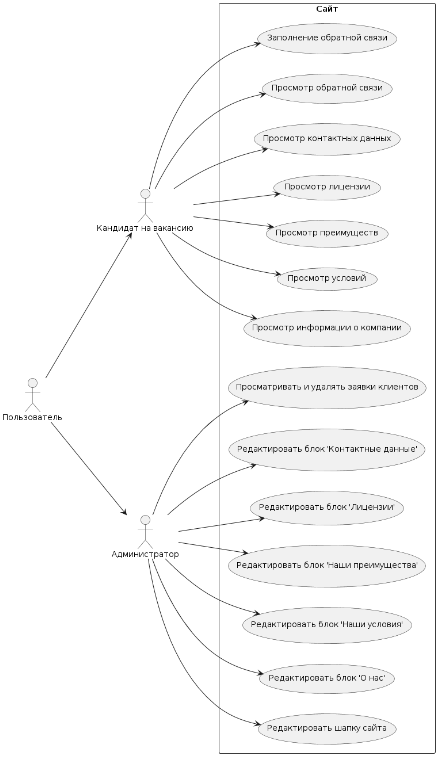 Сайт
Заполнение обратной связи
Просмотр обратной связи
Просмотр контактных данных
Просмотр лицензии
Кандидат на вакансию
Просмотр преимуществ
Просмотр условий
Просмотр информации о компании
Просматривать и удалять заявки клиентов
Пользователь
Редактировать блок 'Контактные данные'
Редактировать блок 'Лицензии'
Администратор
Редактировать блок 'Наши преимущества'
Редактировать блок 'Наши условия'
Редактировать блок 'О нас'
Редактировать шапку сайта